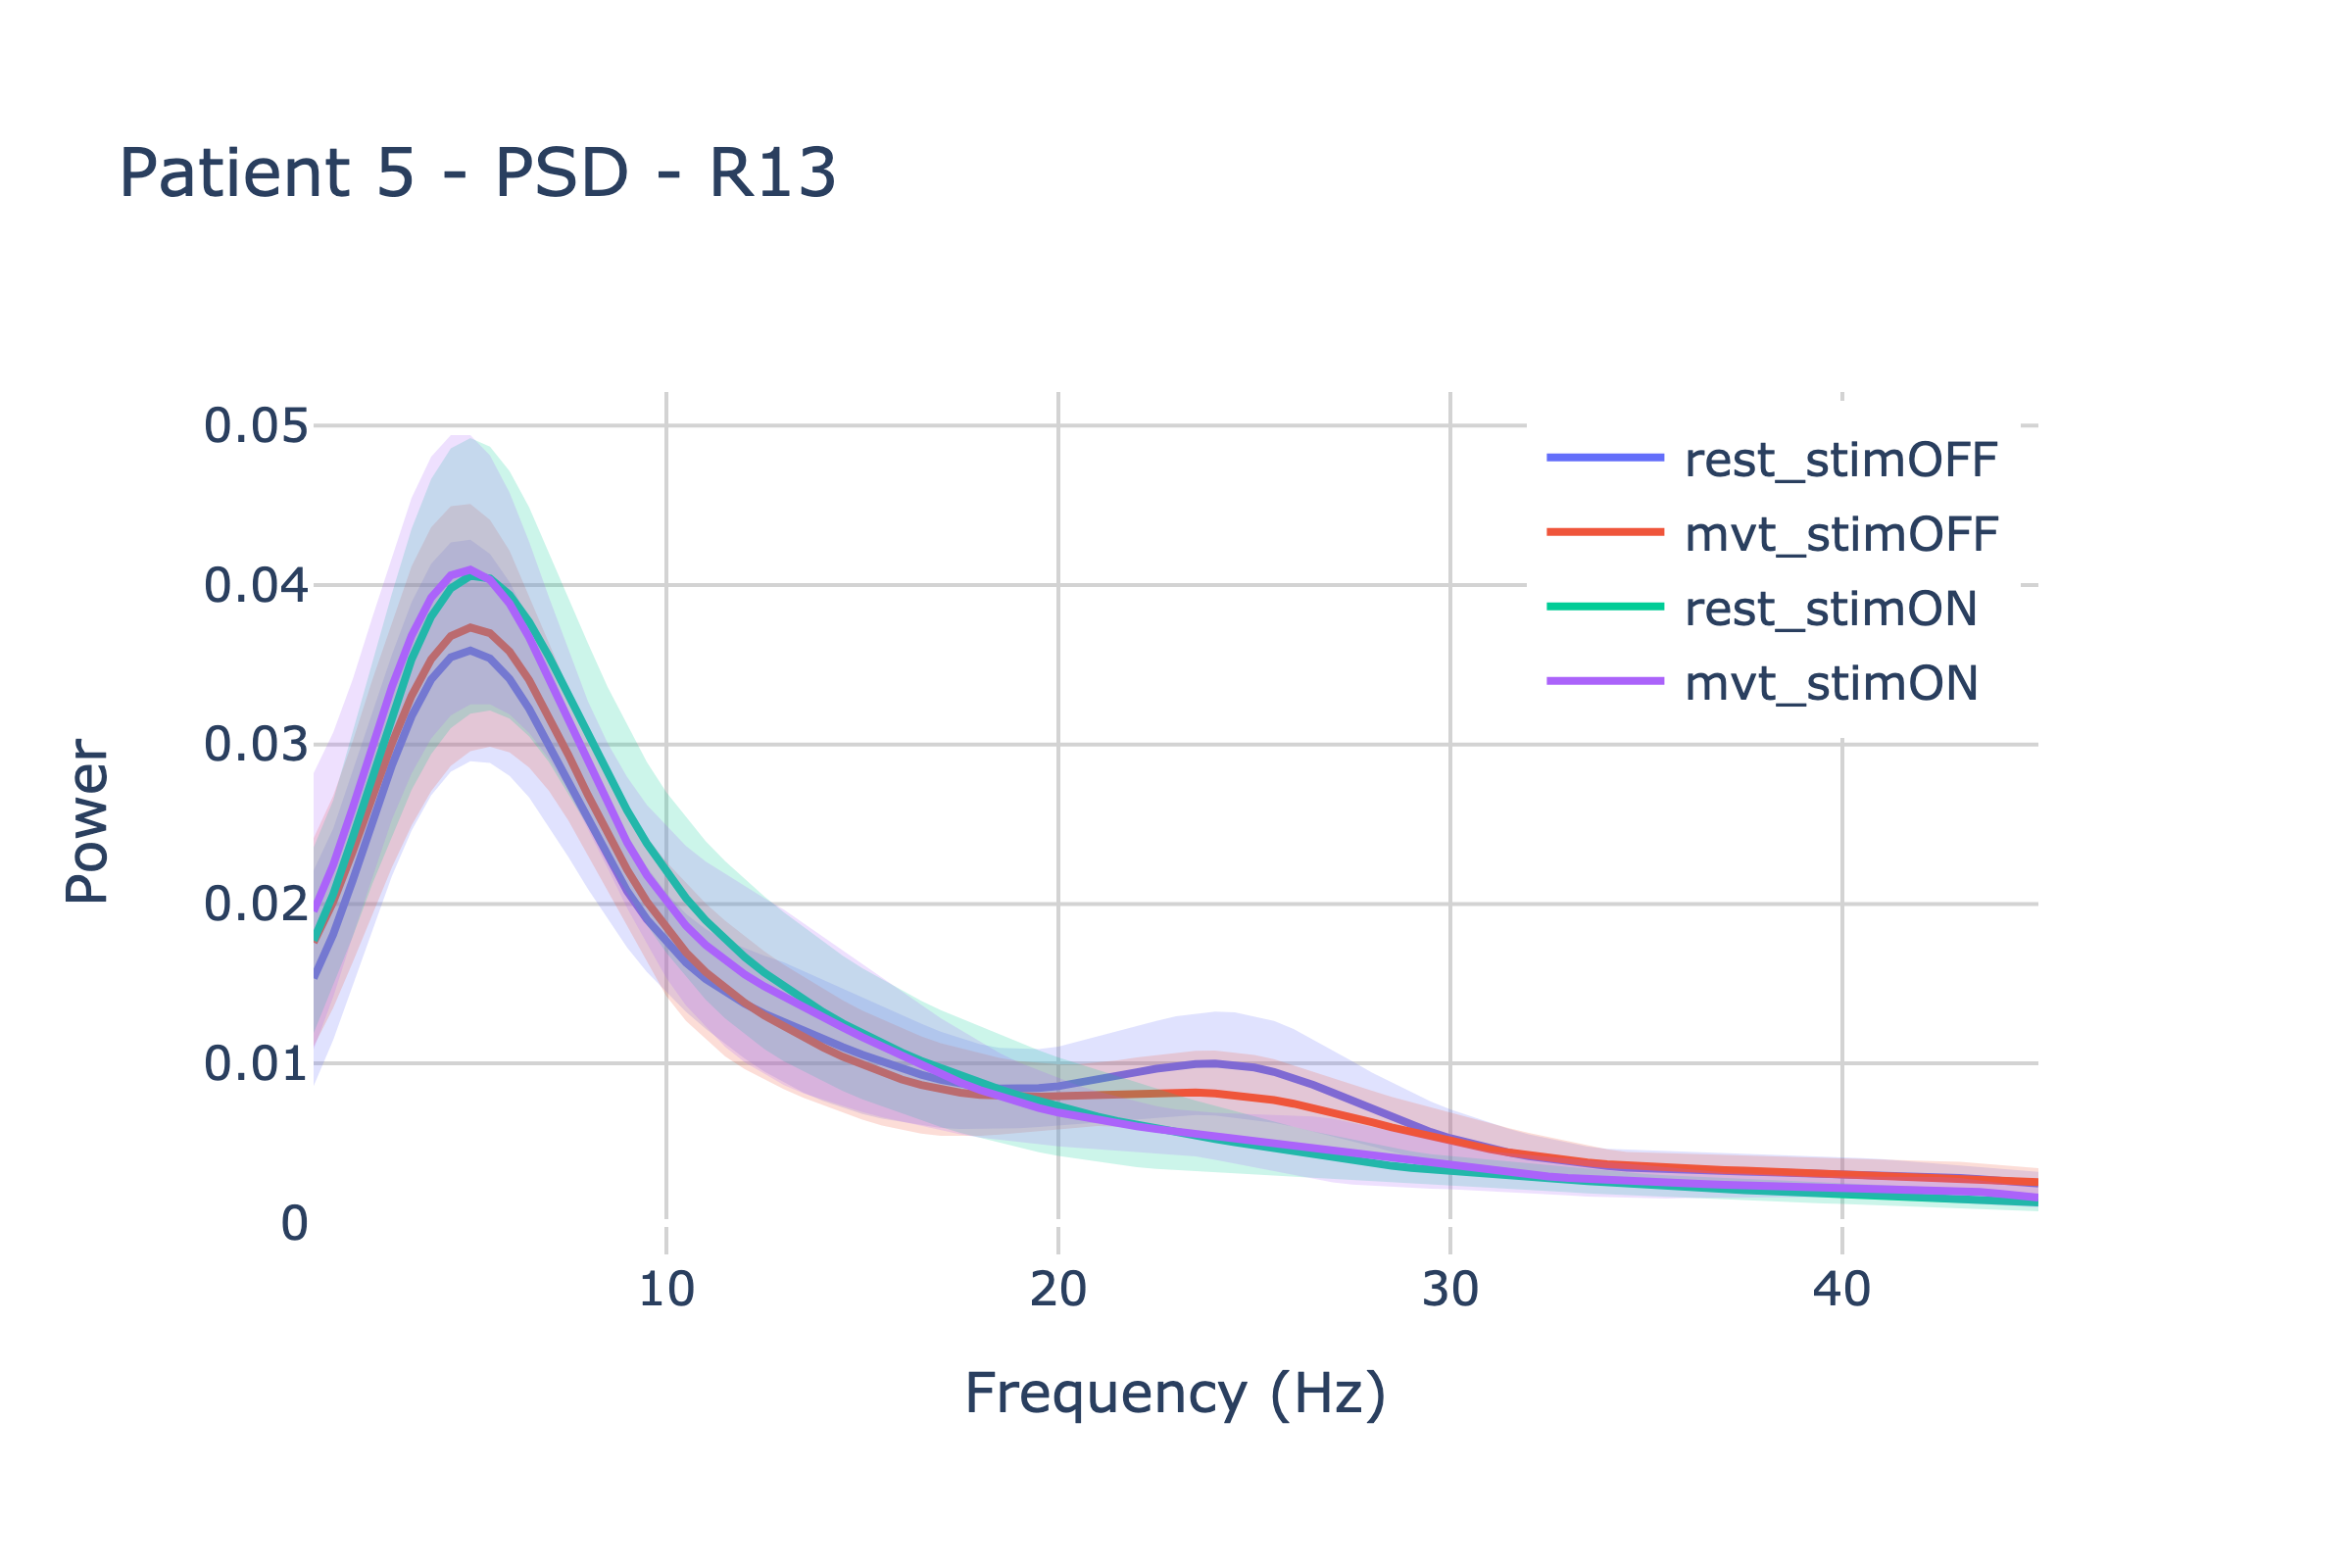 Patient 5 - PSD - R13
0.05
0.04
0.03
0.02
0.01
0
Power
rest_stimOFF
mvt_stimOFF
rest_stimON
mvt_stimON
10 20 30 40
Frequency (Hz)